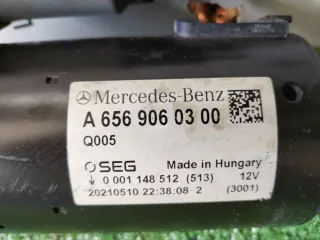 Mercedes-Benz
A 656 906 03 00
Q005
SEG Made in Hungary
0 001 148 512 (513) 12V
20210510 22:38:08 2 (3001)